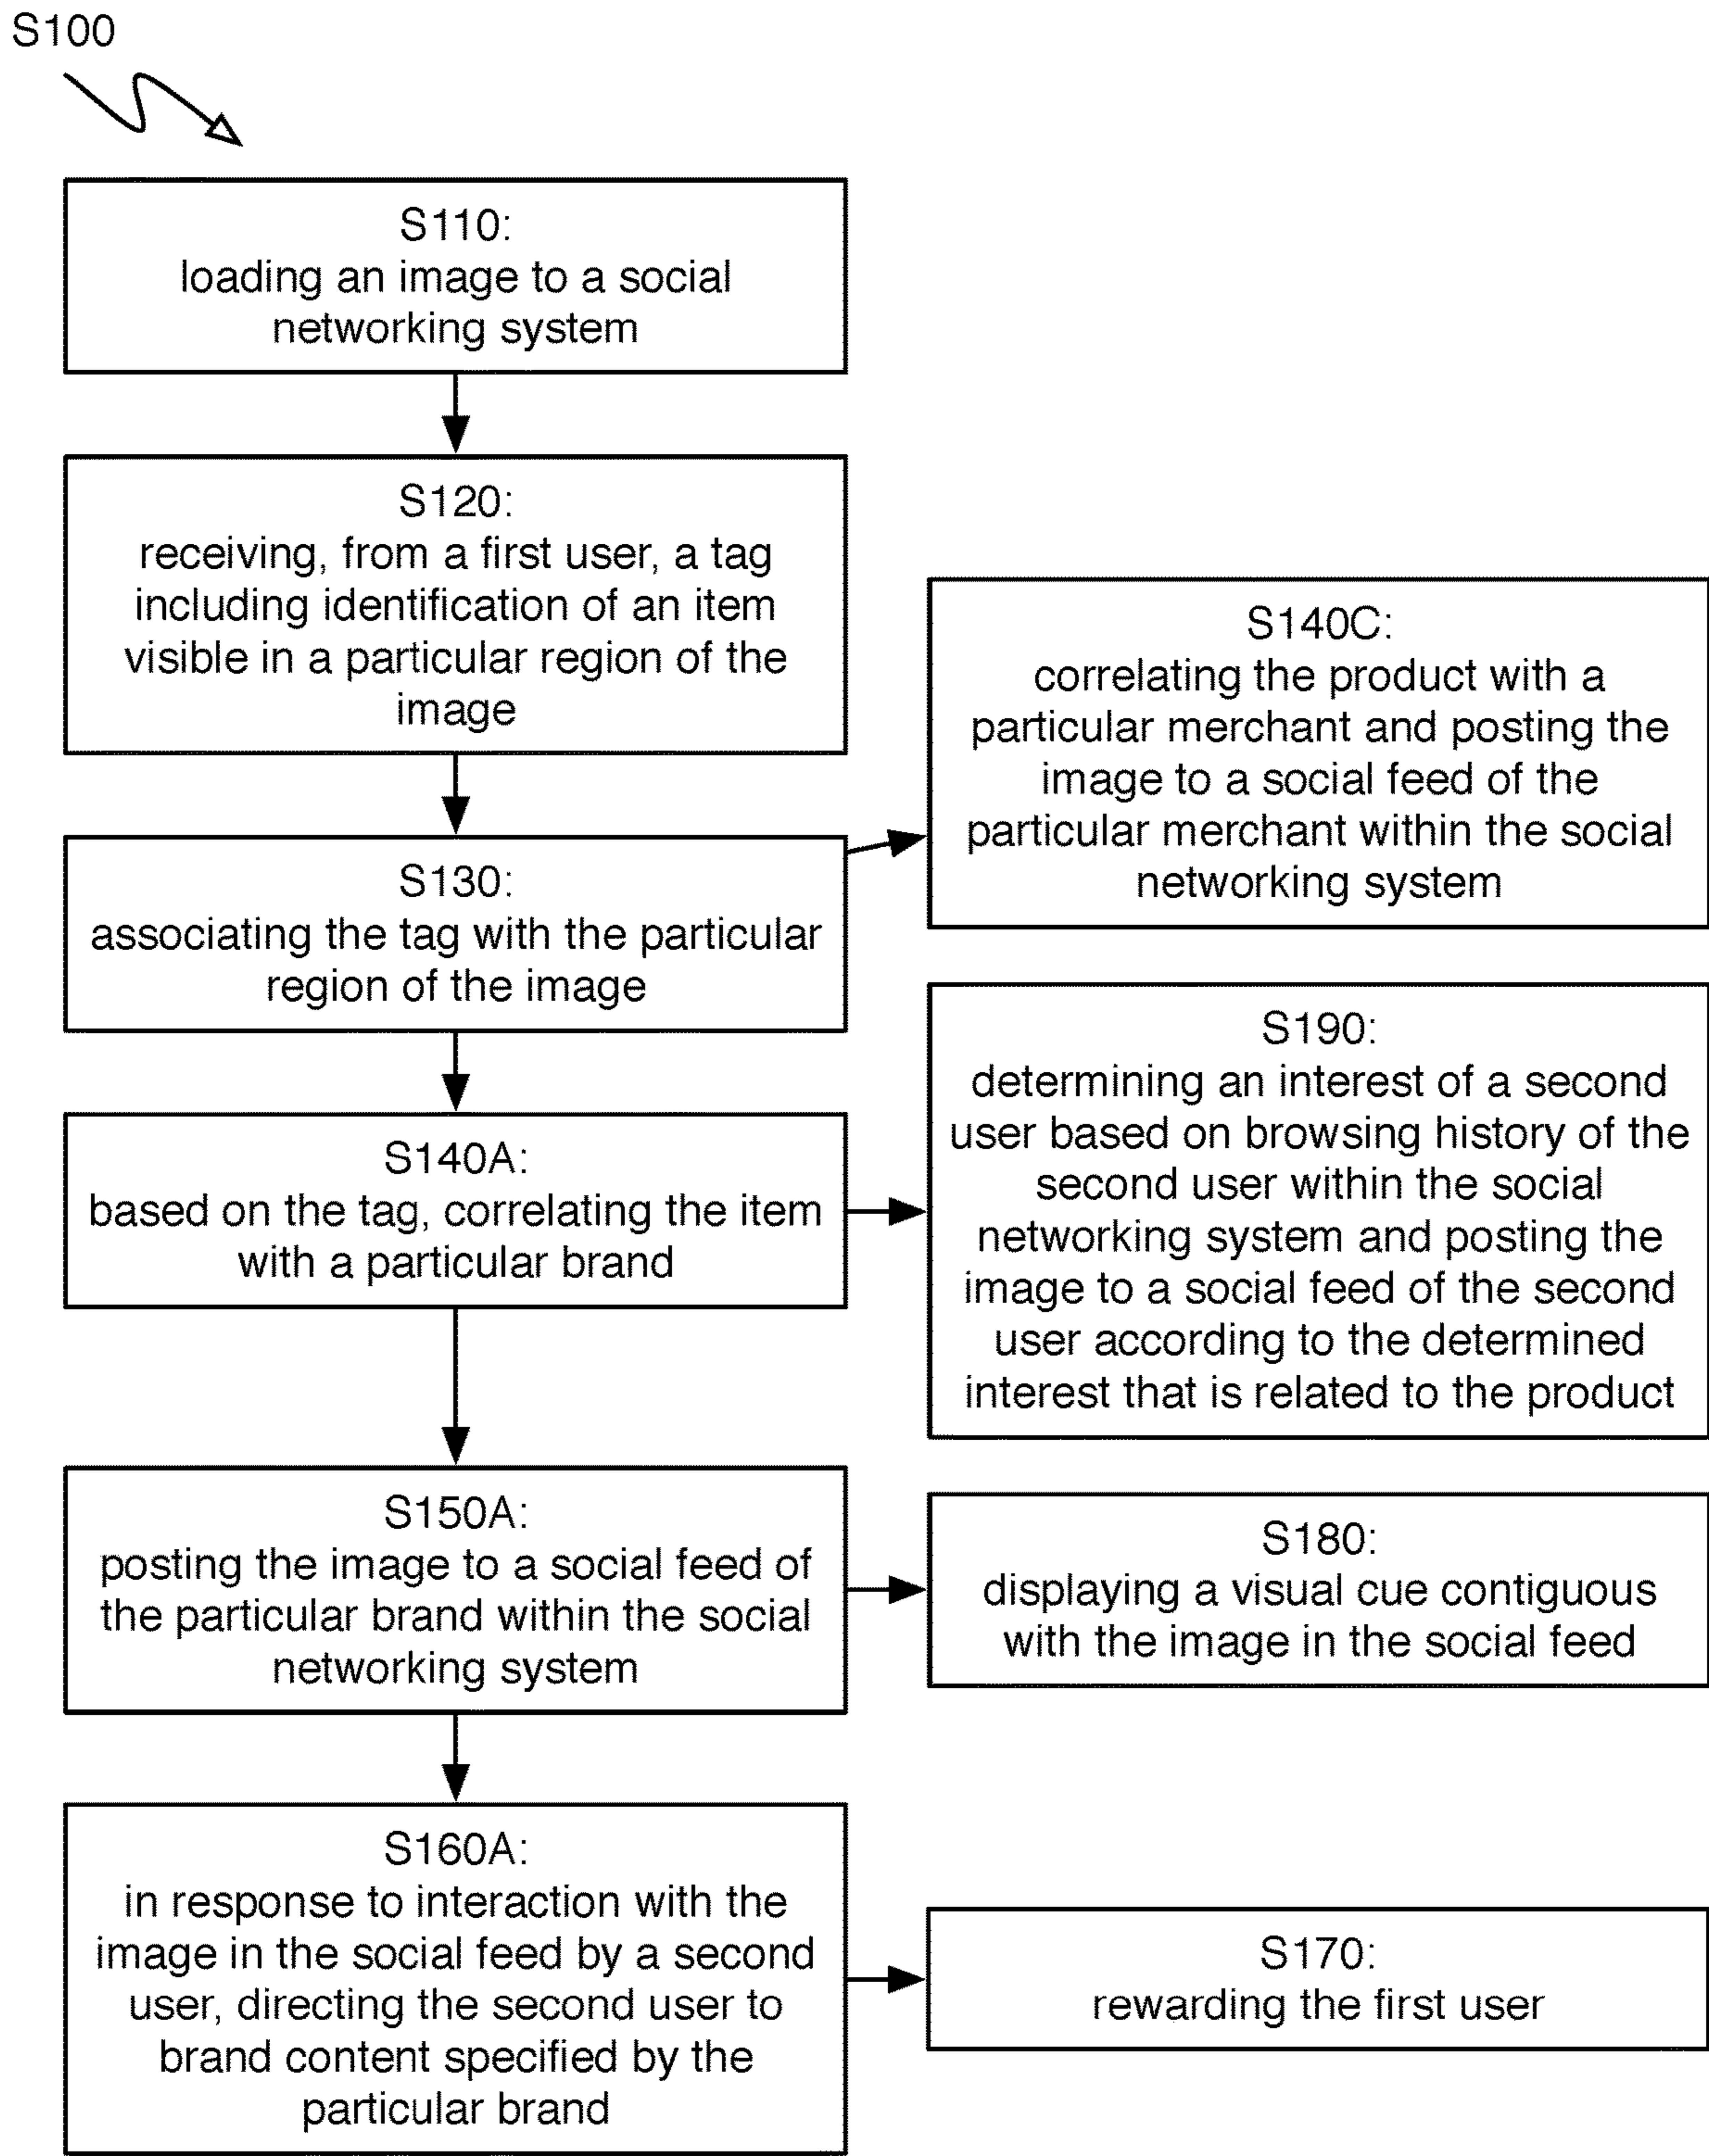 S100
S110:
loading an image to a social
networking system
S120:
receiving, from a first user, a tag
including identification of an item
visible in a particular region of the
image
S140C:
correlating the product with a
particular merchant and posting the
image to a social feed of the
particular merchant within the social
networking system
S130:
associating the tag with the particular
region of the image
S190:
determining an interest of a second
user based on browsing history of the
second user within the social
networking system and posting the
image to a social feed of the second
user according to the determined
interest that is related to the product
S140A:
based on the tag, correlating the item
with a particular brand
S150A:
posting the image to a social feed of
the particular brand within the social
networking system
S180:
displaying a visual cue contiguous
with the image in the social feed
S160A:
in response to interaction with the
image in the social feed by a second
user, directing the second user to
brand content specified by the
particular brand
S170:
rewarding the first user